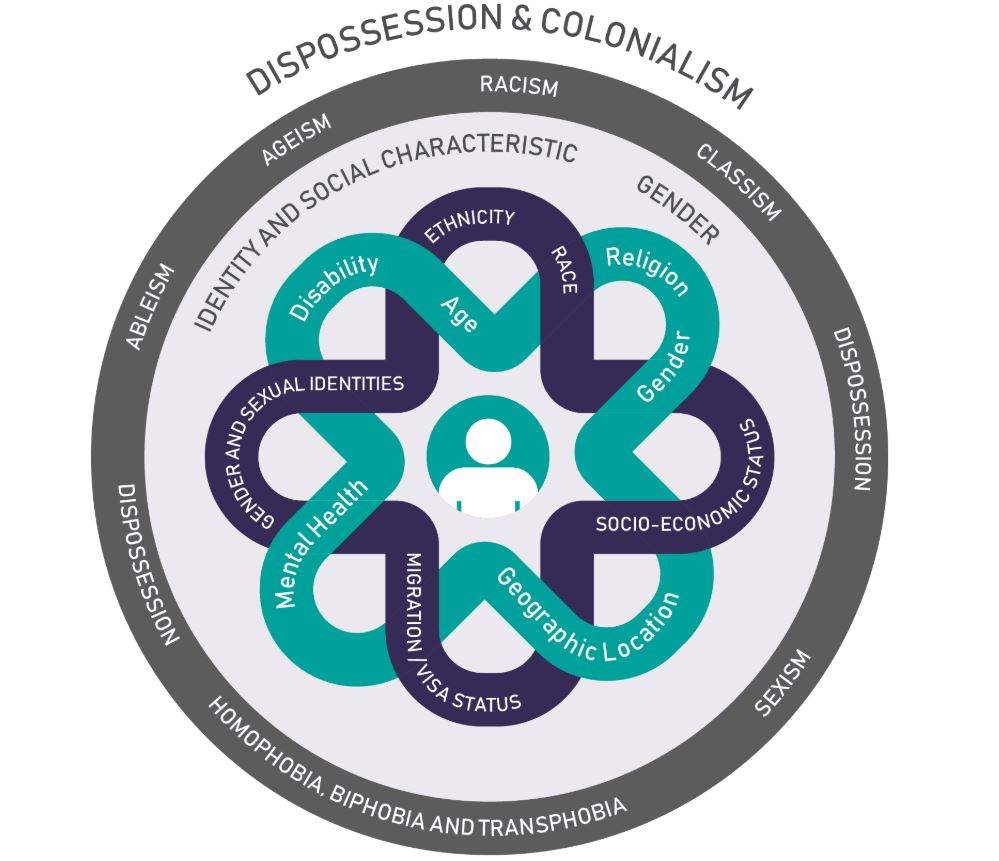 DISPOSSESSION & COLONIALISM
RACISM
AGEISM
CLASSISM
ABLEISM
DISPOSSESSION
DISPOSSESSION
SEXISM
HOMOPHOBIA, BIPHOBIA AND TRANSPHOBIA
IDENTITY AND SOCIAL CHARACTERISTIC
GENDER
ETHNICITY
RACE
Disability
Age
Religion
Gender
GENDER AND SEXUAL IDENTITIES
SOCIO-ECONOMIC STATUS
Mental Health
MIGRATION / VISA STATUS
Geographic Location